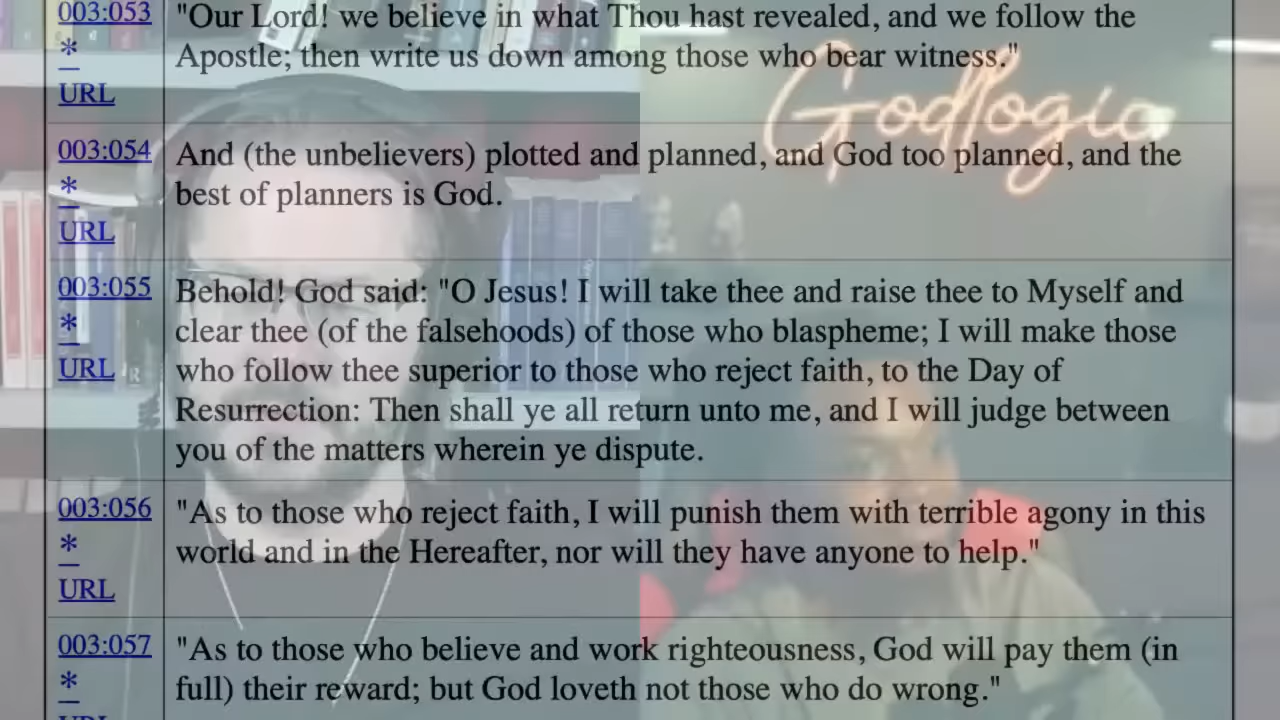 003:053
"Our Lord! we believe in what Thou hast revealed, and we follow the
Apostle; then write us down among those who bear witness."
*
URL
Godlogic
003:054
And (the unbelievers) plotted and planned, and God too planned, and the
best of planners is God.
*
URL
003:055
Behold! God said: "O Jesus! I will take thee and raise thee to Myself and
clear thee (of the falsehoods) of those who blaspheme; I will make those
who follow thee superior to those who reject faith, to the Day of
Resurrection: Then shall ye all return unto me, and I will judge between
you of the matters wherein ye dispute.
*
URL
003:056
"As to those who reject faith, I will punish them with terrible agony in this
world and in the Hereafter, nor will they have anyone to help."
*
URL
003:057
"As to those who believe and work righteousness, God will pay them (in
full) their reward; but God loveth not those who do wrong."
*
URL